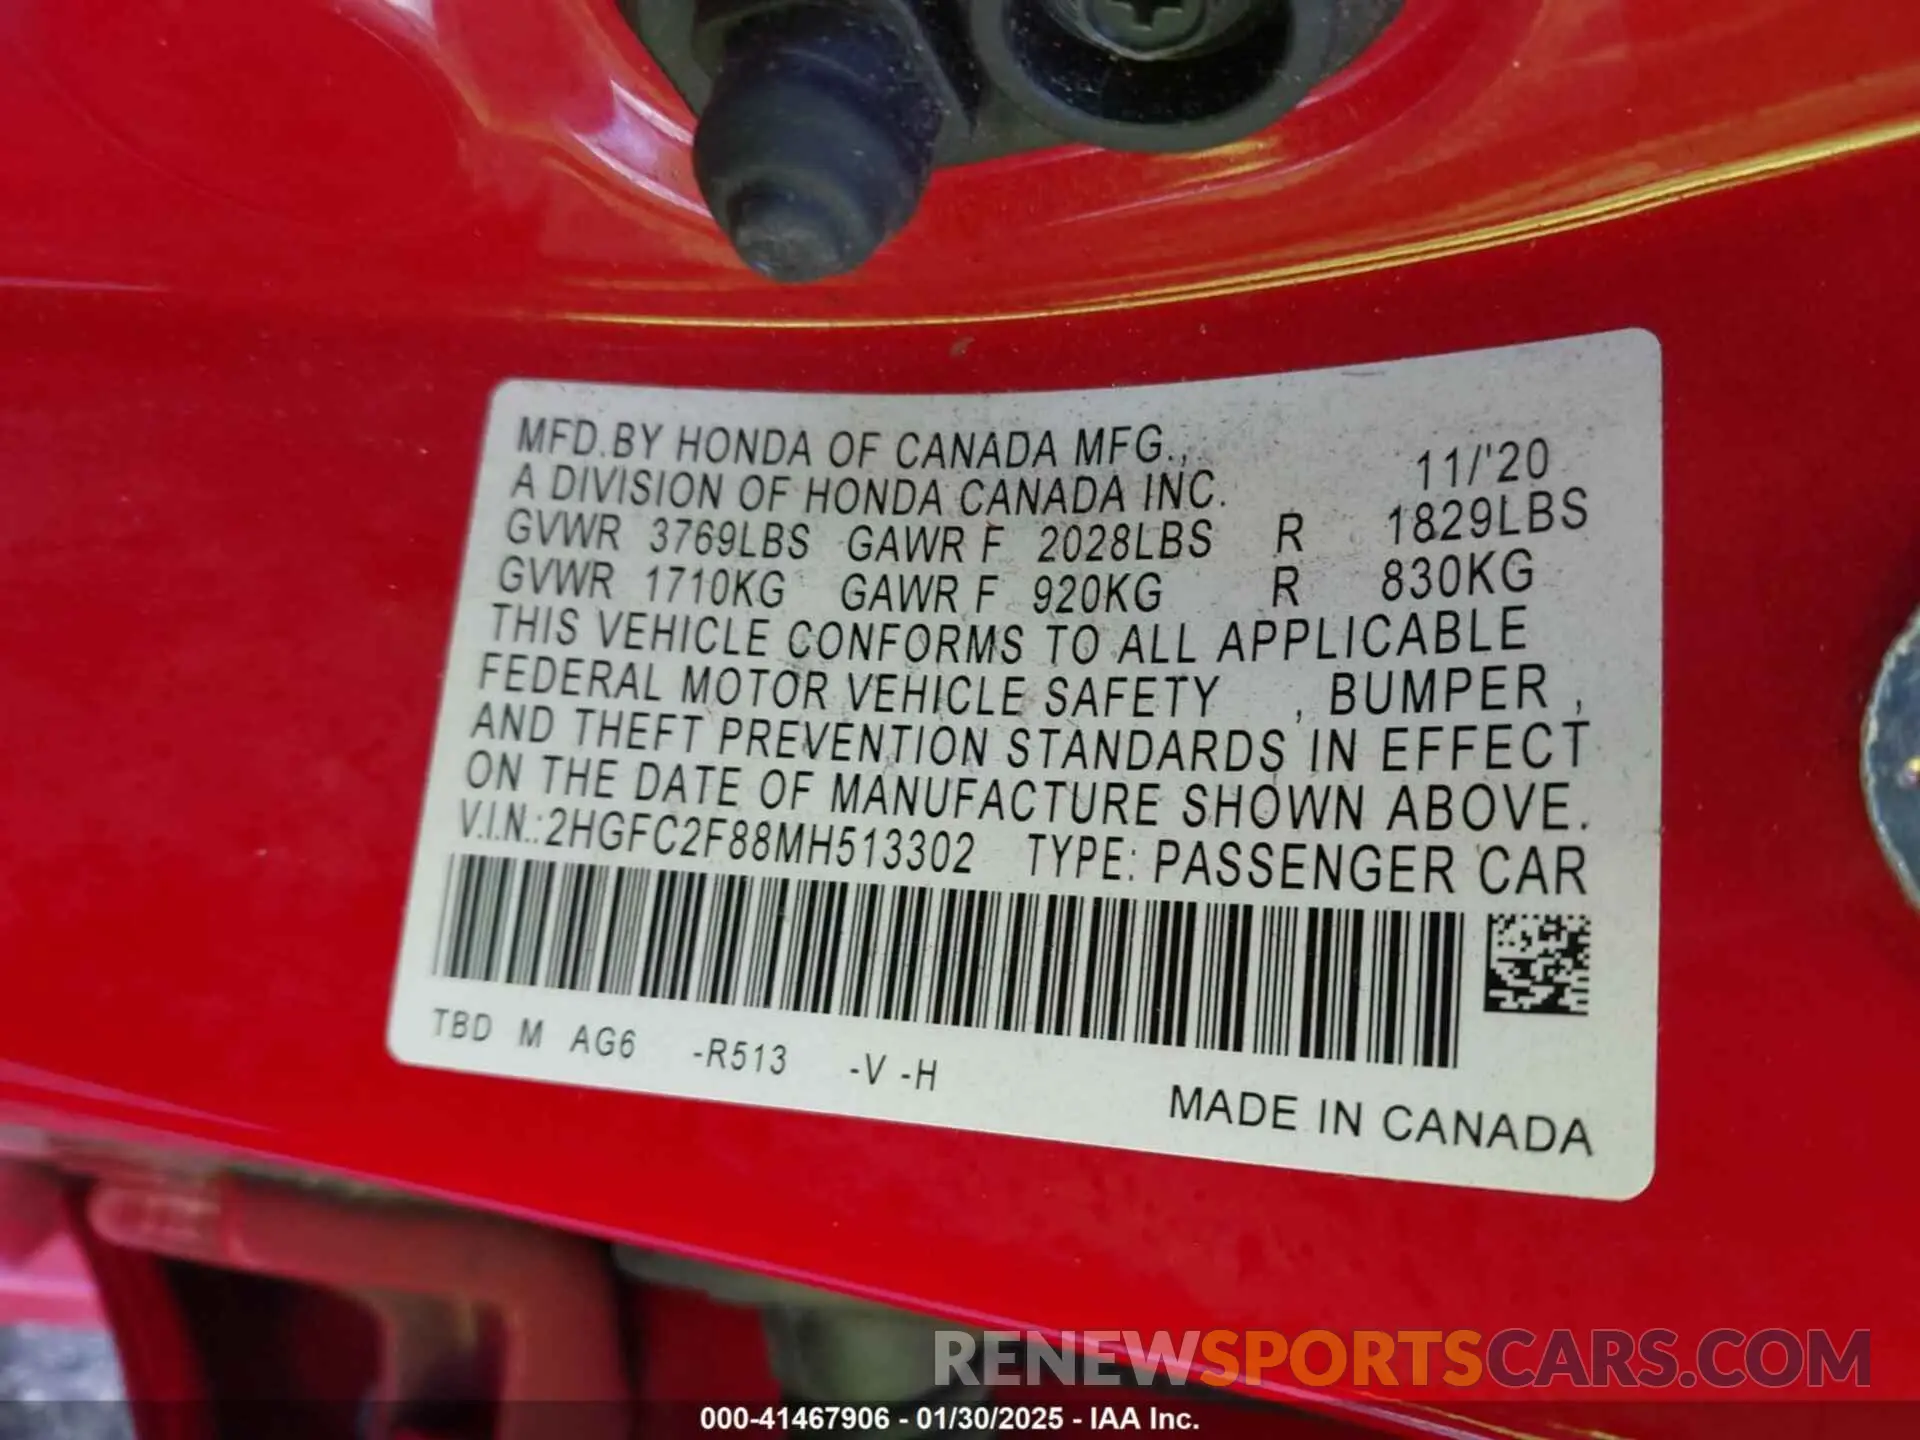 MFD.BY HONDA OF CANADA MFG., 11/'20
A DIVISION OF HONDA CANADA INC.
GVWR 3769LBS GAWR F 2028LBS R 1829LBS
GVWR 1710KG GAWR F 920KG R 830KG
THIS VEHICLE CONFORMS TO ALL APPLICABLE
FEDERAL MOTOR VEHICLE SAFETY , BUMPER ,
AND THEFT PREVENTION STANDARDS IN EFFECT
ON THE DATE OF MANUFACTURE SHOWN ABOVE.
V.I.N.:2HGFC2F88MH513302 TYPE: PASSENGER CAR
TBD M AG6 -R513 -V -H
MADE IN CANADA
RENEWSPORTSCARS.COM
000-41467906 - 01/30/2025 - IAA Inc.